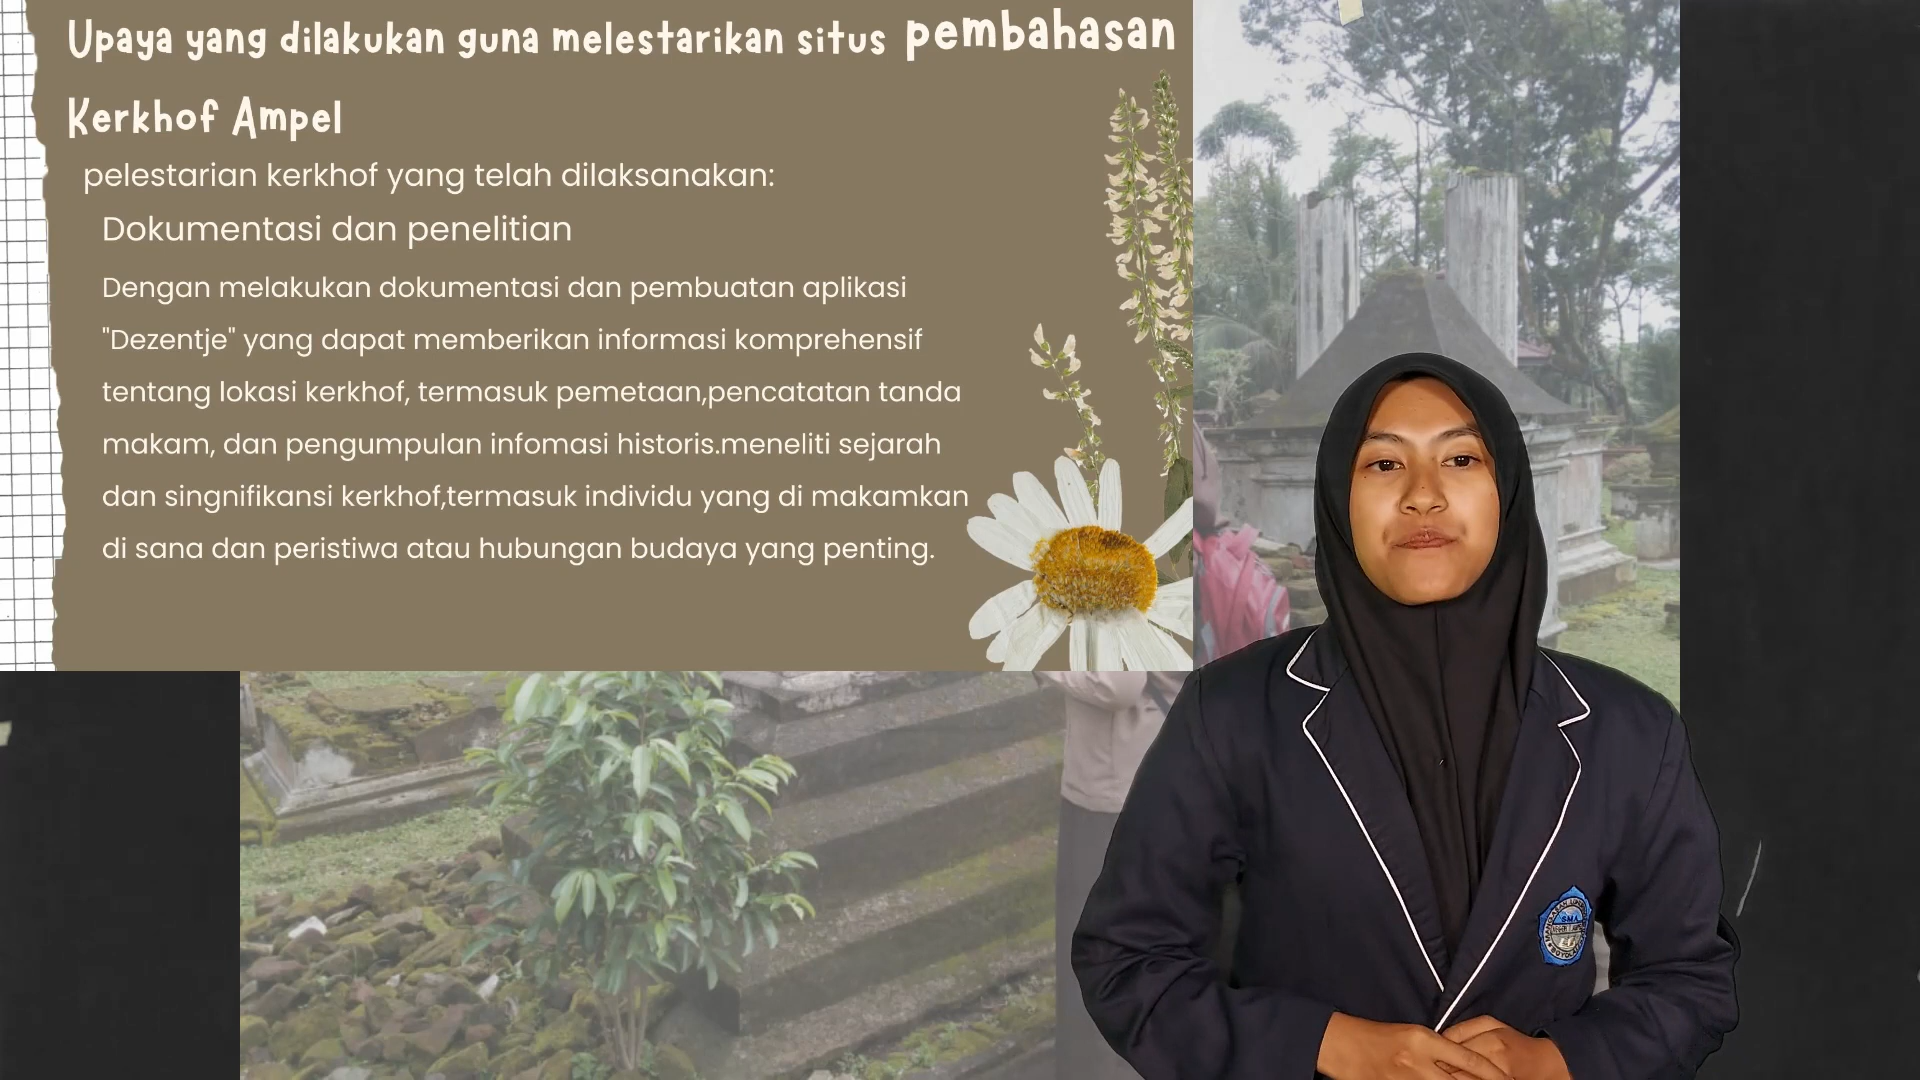 Upaya yang dilakukan guna melestarikan situs pembahasan
Kerkhof Ampel
pelestarian kerkhof yang telah dilaksanakan:
Dokumentasi dan penelitian
Dengan melakukan dokumentasi dan pembuatan aplikasi
"Dezentje" yang dapat memberikan informasi komprehensif
tentang lokasi kerkhof, termasuk pemetaan,pencatatan tanda
makam, dan pengumpulan infomasi historis.meneliti sejarah
dan singnifikansi kerkhof,termasuk individu yang di makamkan
di sana dan peristiwa atau hubungan budaya yang penting.
SMA